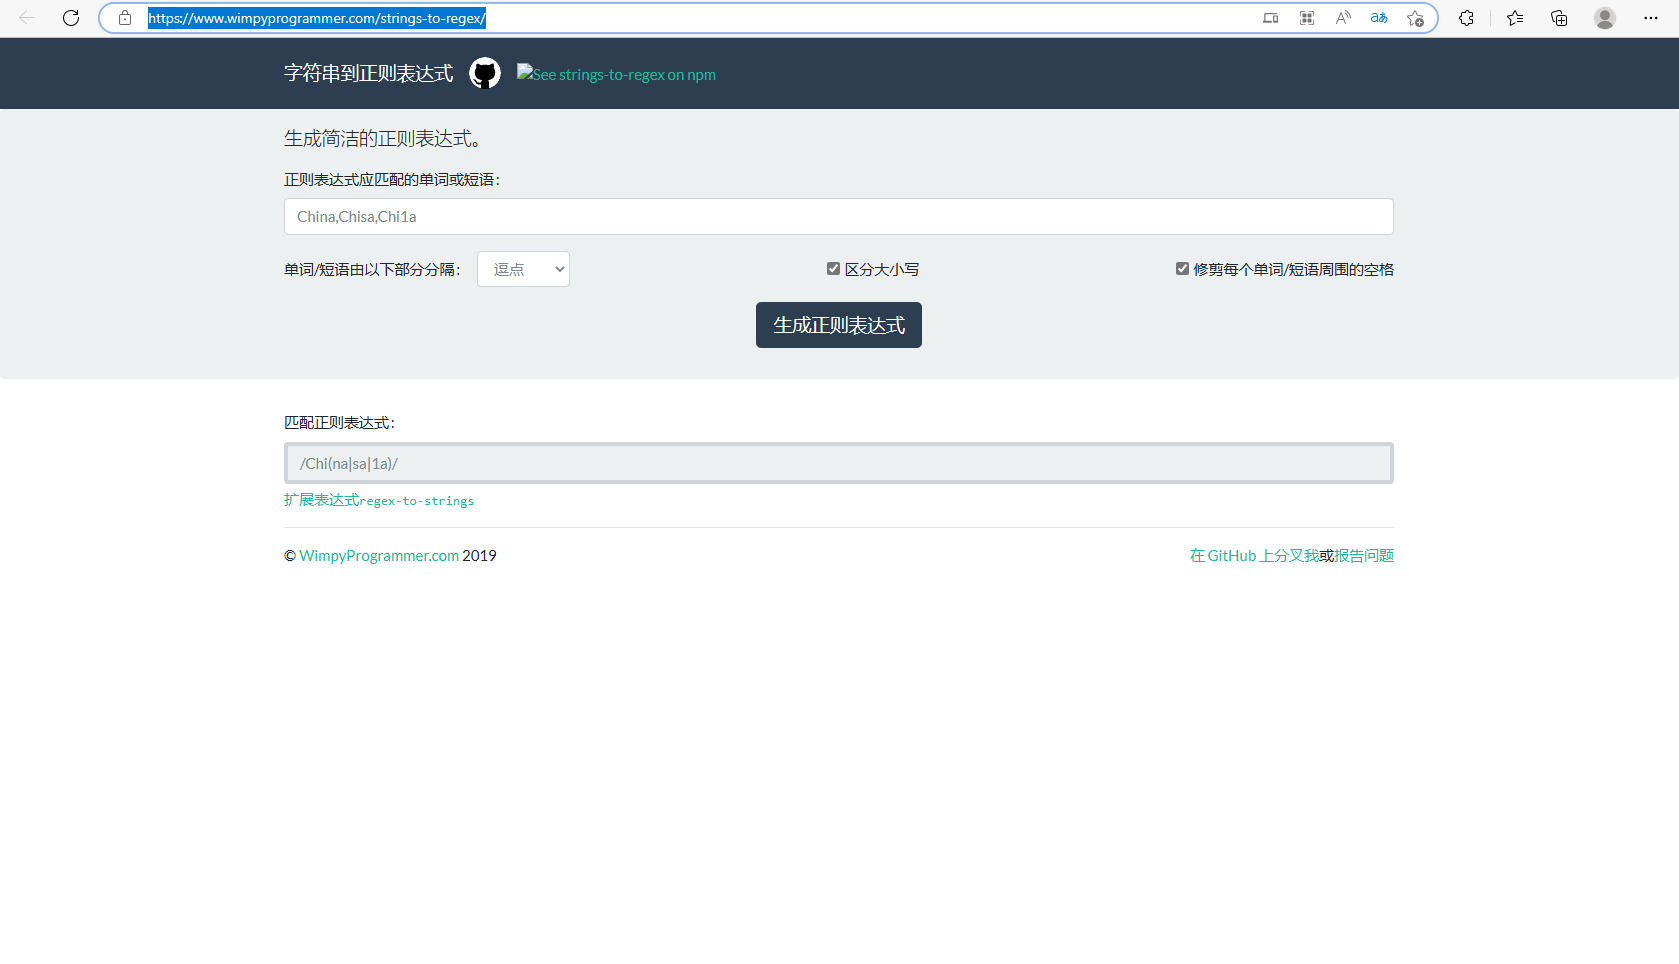 https://www.wimpyprogrammer.com/strings-to-regex/
字符串到正则表达式 See strings-to-regex on npm
生成简洁的正则表达式。
正则表达式应匹配的单词或短语：
China,Chisa,Chi1a
单词/短语由以下部分分隔： 逗点 区分大小写 修剪每个单词/短语周围的空格
生成正则表达式
匹配正则表达式：
/Chi(na|sa|1a)/
扩展表达式regex-to-strings
© WimpyProgrammer.com 2019 在 GitHub 上分叉我或报告问题